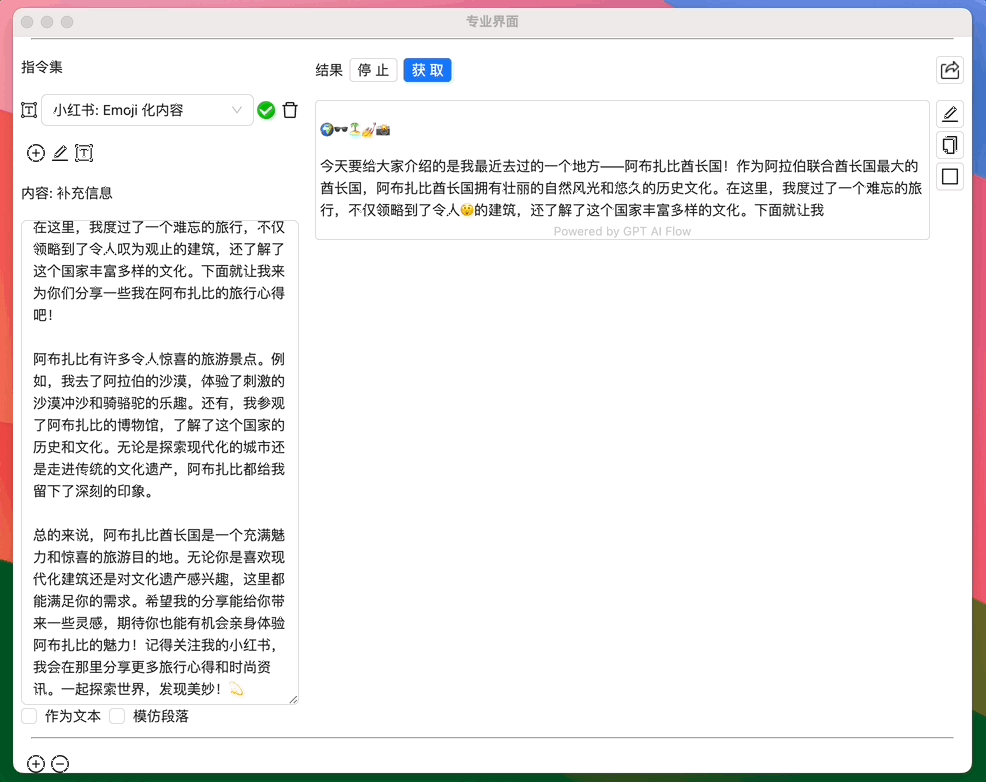 专业界面
指令集
小红书: Emoji 化内容
内容: 补充信息
在这里，我度过了一个难忘的旅行，不仅
领略到了令人叹为观止的建筑，还了解了
这个国家丰富多样的文化。下面就让我来
为你们分享一些我在阿布扎比的旅行心得
吧！
阿布扎比有许多令人惊喜的旅游景点。例
如，我去了阿拉伯的沙漠，体验了刺激的
沙漠冲沙和骑骆驼的乐趣。还有，我参观
了阿布扎比的博物馆，了解了这个国家的
历史和文化。无论是探索现代化的城市还
是走进传统的文化遗产，阿布扎比都给我
留下了深刻的印象。
总的来说，阿布扎比酋长国是一个充满魅
力和惊喜的旅游目的地。无论你是喜欢现
代化建筑还是对文化遗产感兴趣，这里都
能满足你的需求。希望我的分享能给你带
来一些灵感，期待你也能有机会亲身体验
阿布扎比的魅力！记得关注我的小红书，
我会在那里分享更多旅行心得和时尚资
讯。一起探索世界，发现美妙！💫
作为文本 模仿段落
结果 停 止 获 取
🌍🕶️🏝️💅📸
今天要给大家介绍的是我最近去过的一个地方——阿布扎比酋长国！作为阿拉伯联合酋长国最大的
酋长国，阿布扎比酋长国拥有壮丽的自然风光和悠久的历史文化。在这里，我度过了一个难忘的旅
行，不仅领略到了令人🤫的建筑，还了解了这个国家丰富多样的文化。下面就让我
Powered by GPT AI Flow